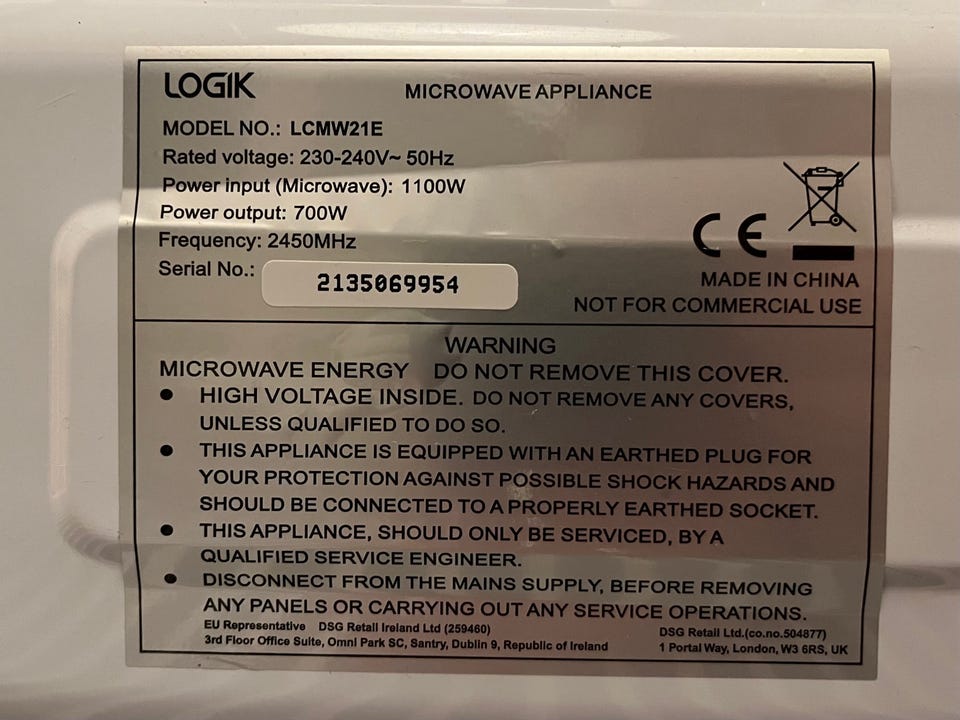 LOGIK
MICROWAVE APPLIANCE
MODEL NO.: LCMW21E
Rated voltage: 230-240V~ 50Hz
Power input (Microwave): 1100W
Power output: 700W
Frequency: 2450MHz
Serial No.: 2135069954
CE
MADE IN CHINA
NOT FOR COMMERCIAL USE
WARNING
MICROWAVE ENERGY DO NOT REMOVE THIS COVER.
● HIGH VOLTAGE INSIDE. DO NOT REMOVE ANY COVERS,
UNLESS QUALIFIED TO DO SO.
● THIS APPLIANCE IS EQUIPPED WITH AN EARTHED PLUG FOR
YOUR PROTECTION AGAINST POSSIBLE SHOCK HAZARDS AND
SHOULD BE CONNECTED TO A PROPERLY EARTHED SOCKET.
● THIS APPLIANCE, SHOULD ONLY BE SERVICED, BY A
QUALIFIED SERVICE ENGINEER.
● DISCONNECT FROM THE MAINS SUPPLY, BEFORE REMOVING
ANY PANELS OR CARRYING OUT ANY SERVICE OPERATIONS.
EU Representative DSG Retail Ireland Ltd (259460)
3rd Floor Office Suite, Omni Park SC, Santry, Dublin 9, Republic of Ireland
DSG Retail Ltd.(co.no.504877)
1 Portal Way, London, W3 6RS, UK